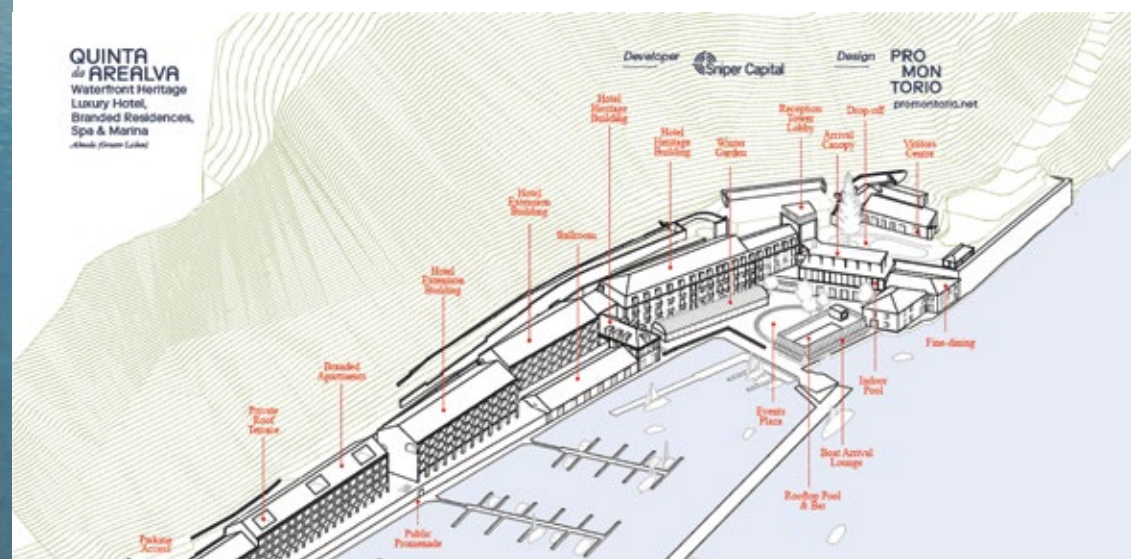 QUINTA
da AREALVA
Waterfront Heritage
Luxury Hotel,
Branded Residences,
Spa & Marina
Almada (Greater Lisbon)
Developer
Sniper Capital
Design
PRO
MON
TORIO
promontorio.net
Hotel
Heritage
Building
Hotel
Heritage
Building
Winter
Garden
Reception
Tower
Lobby
Drop-off
Arrival
Canopy
Visitors
Centre
Hotel
Extension
Building
Ballroom
Hotel
Extension
Building
Branded
Apartments
Private
Roof
Terrace
Parking
Access
Public
Promenade
Events
Plaza
Rooftop Pool
& Bar
Boat Arrival
Lounge
Indoor
Pool
Fine-dining